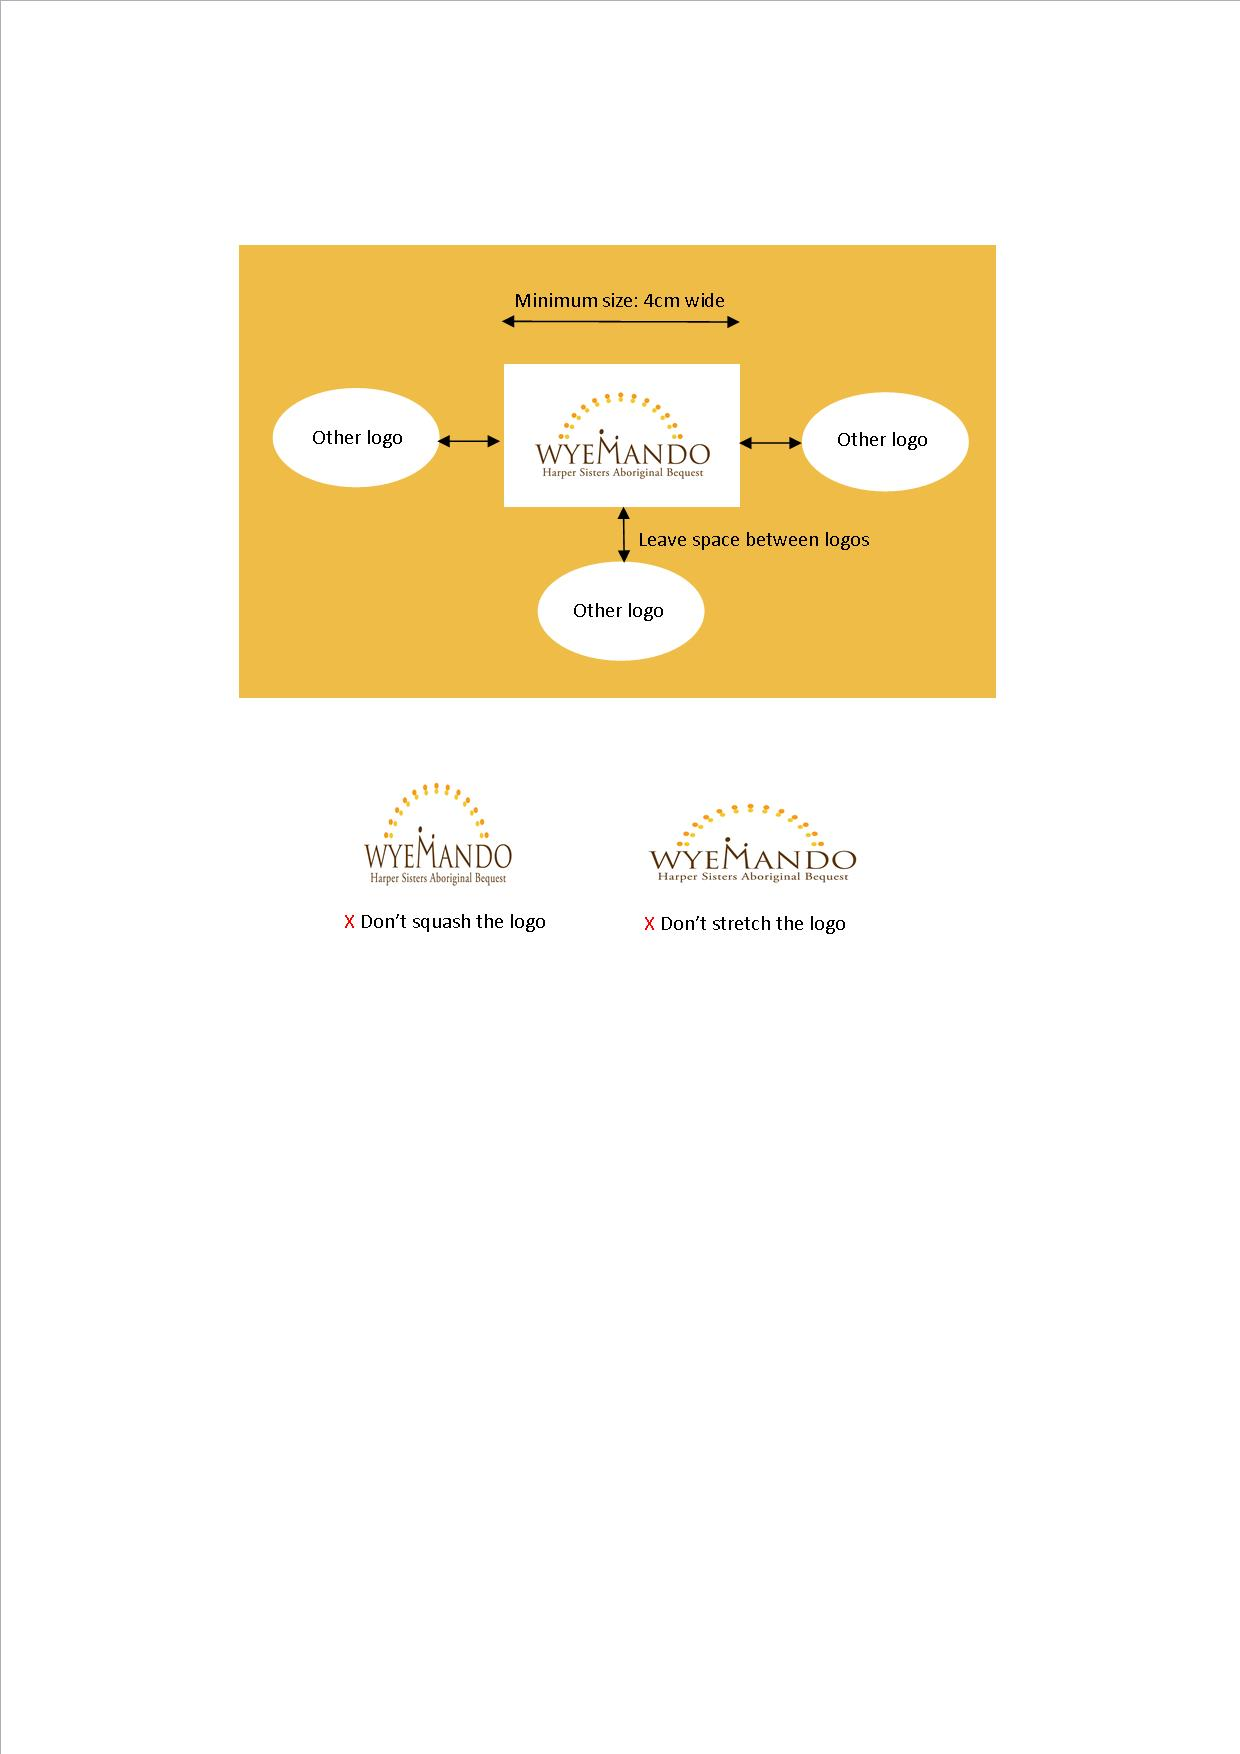 Minimum size: 4cm wide
WYEMANDO
Harper Sisters Aboriginal Bequest
Other logo
Other logo
Leave space between logos
Other logo
WYEMANDO
Harper Sisters Aboriginal Bequest
X Don’t squash the logo
WYEMANDO
Harper Sisters Aboriginal Bequest
X Don’t stretch the logo